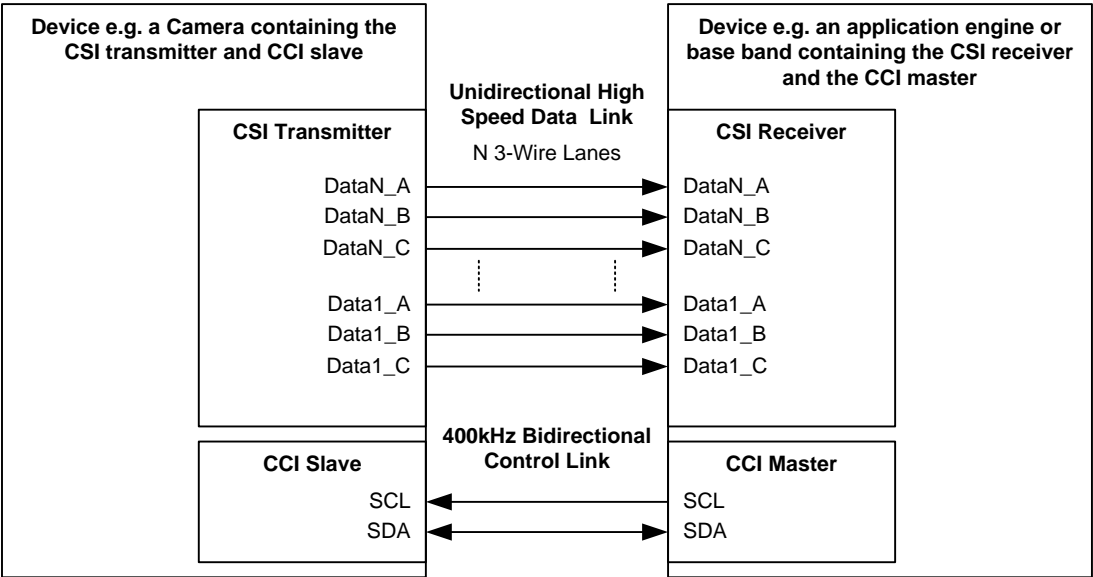 Device e.g. a Camera containing the
CSI transmitter and CCI slave
Device e.g. an application engine or
base band containing the CSI receiver
and the CCI master
Unidirectional High
Speed Data Link
N 3-Wire Lanes
CSI Transmitter
DataN_A
DataN_B
DataN_C
Data1_A
Data1_B
Data1_C
CSI Receiver
DataN_A
DataN_B
DataN_C
Data1_A
Data1_B
Data1_C
400kHz Bidirectional
Control Link
CCI Slave
SCL
SDA
CCI Master
SCL
SDA